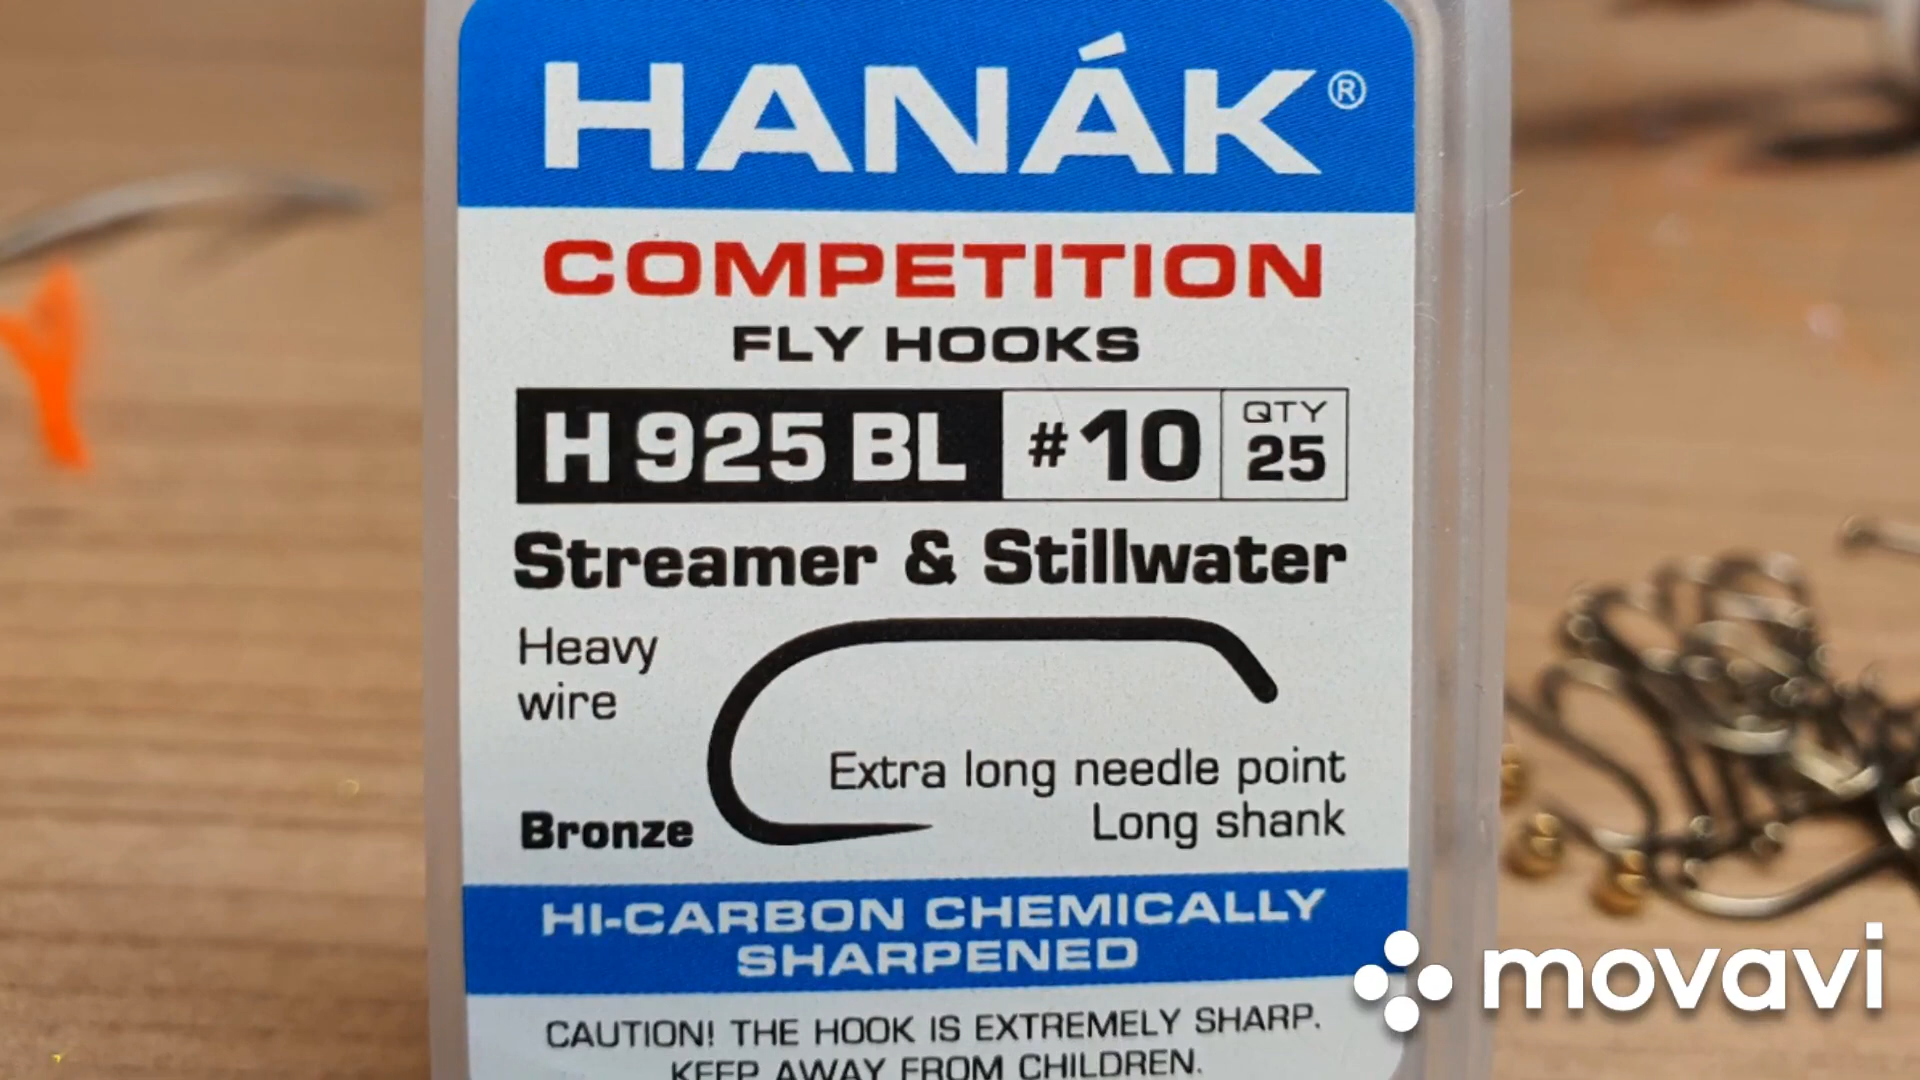 HANÁK®
COMPETITION
FLY HOOKS
H 925 BL #10 QTY 25
Streamer & Stillwater
Heavy
wire
Extra long needle point
Long shank
Bronze
HI-CARBON CHEMICALLY
SHARPENED
CAUTION! THE HOOK IS EXTREMELY SHARP.
KEEP AWAY FROM CHILDREN.
movavi